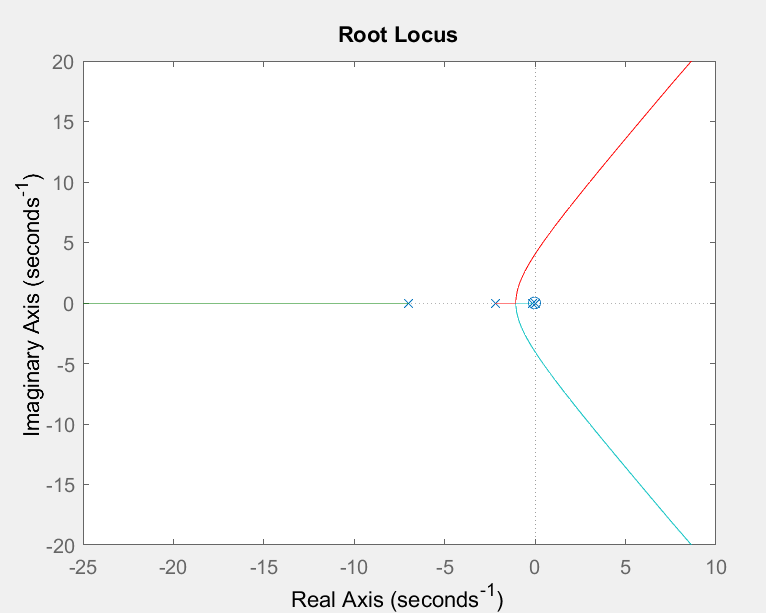 Root Locus
20
15
10
5
0
-5
-10
-15
-20
-25 -20 -15 -10 -5 0 5 10
Real Axis (seconds-1)
Imaginary Axis (seconds-1)